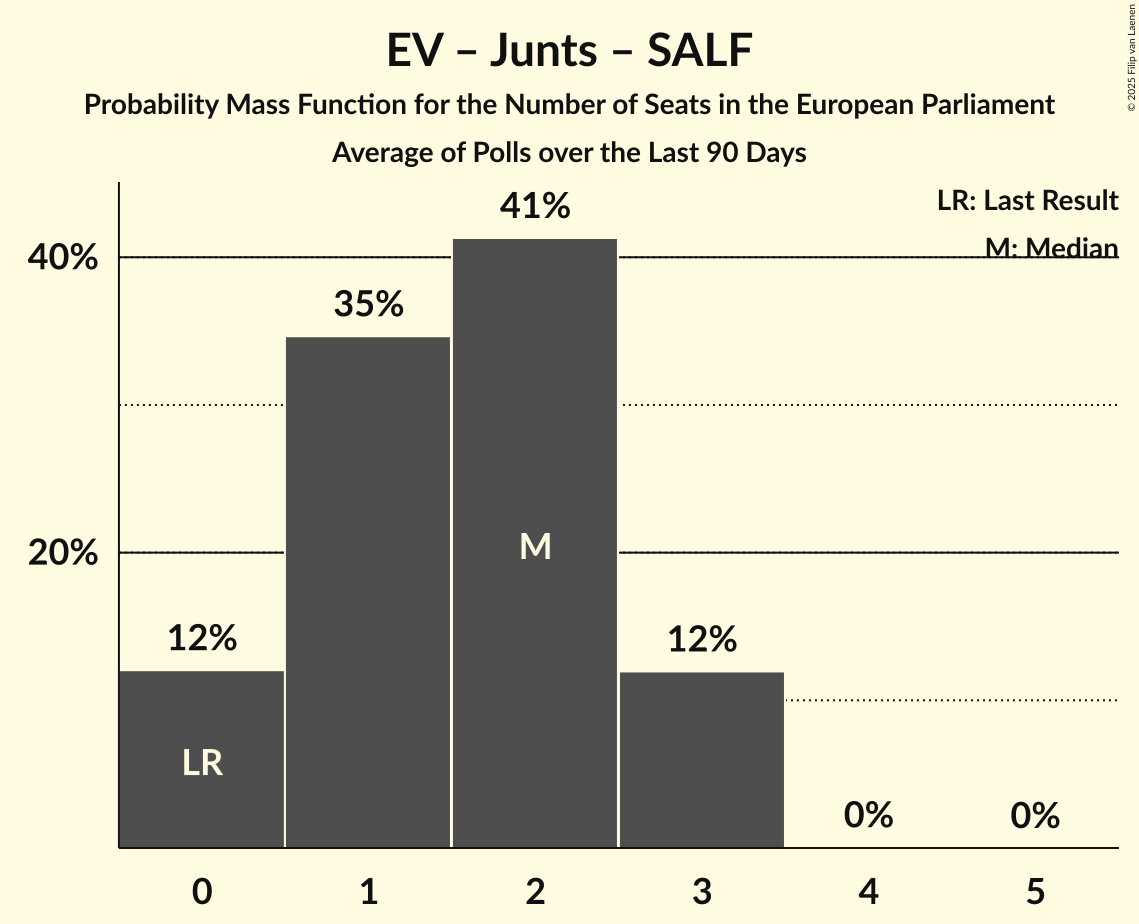 EV – Junts – SALF
Probability Mass Function for the Number of Seats in the European Parliament
Average of Polls over the Last 90 Days
© 2025 Filip van Laenen
LR: Last Result
M: Median
41%
40%
35%
20%
M
12%
12%
LR
0%
0%
0
1
2
3
4
5